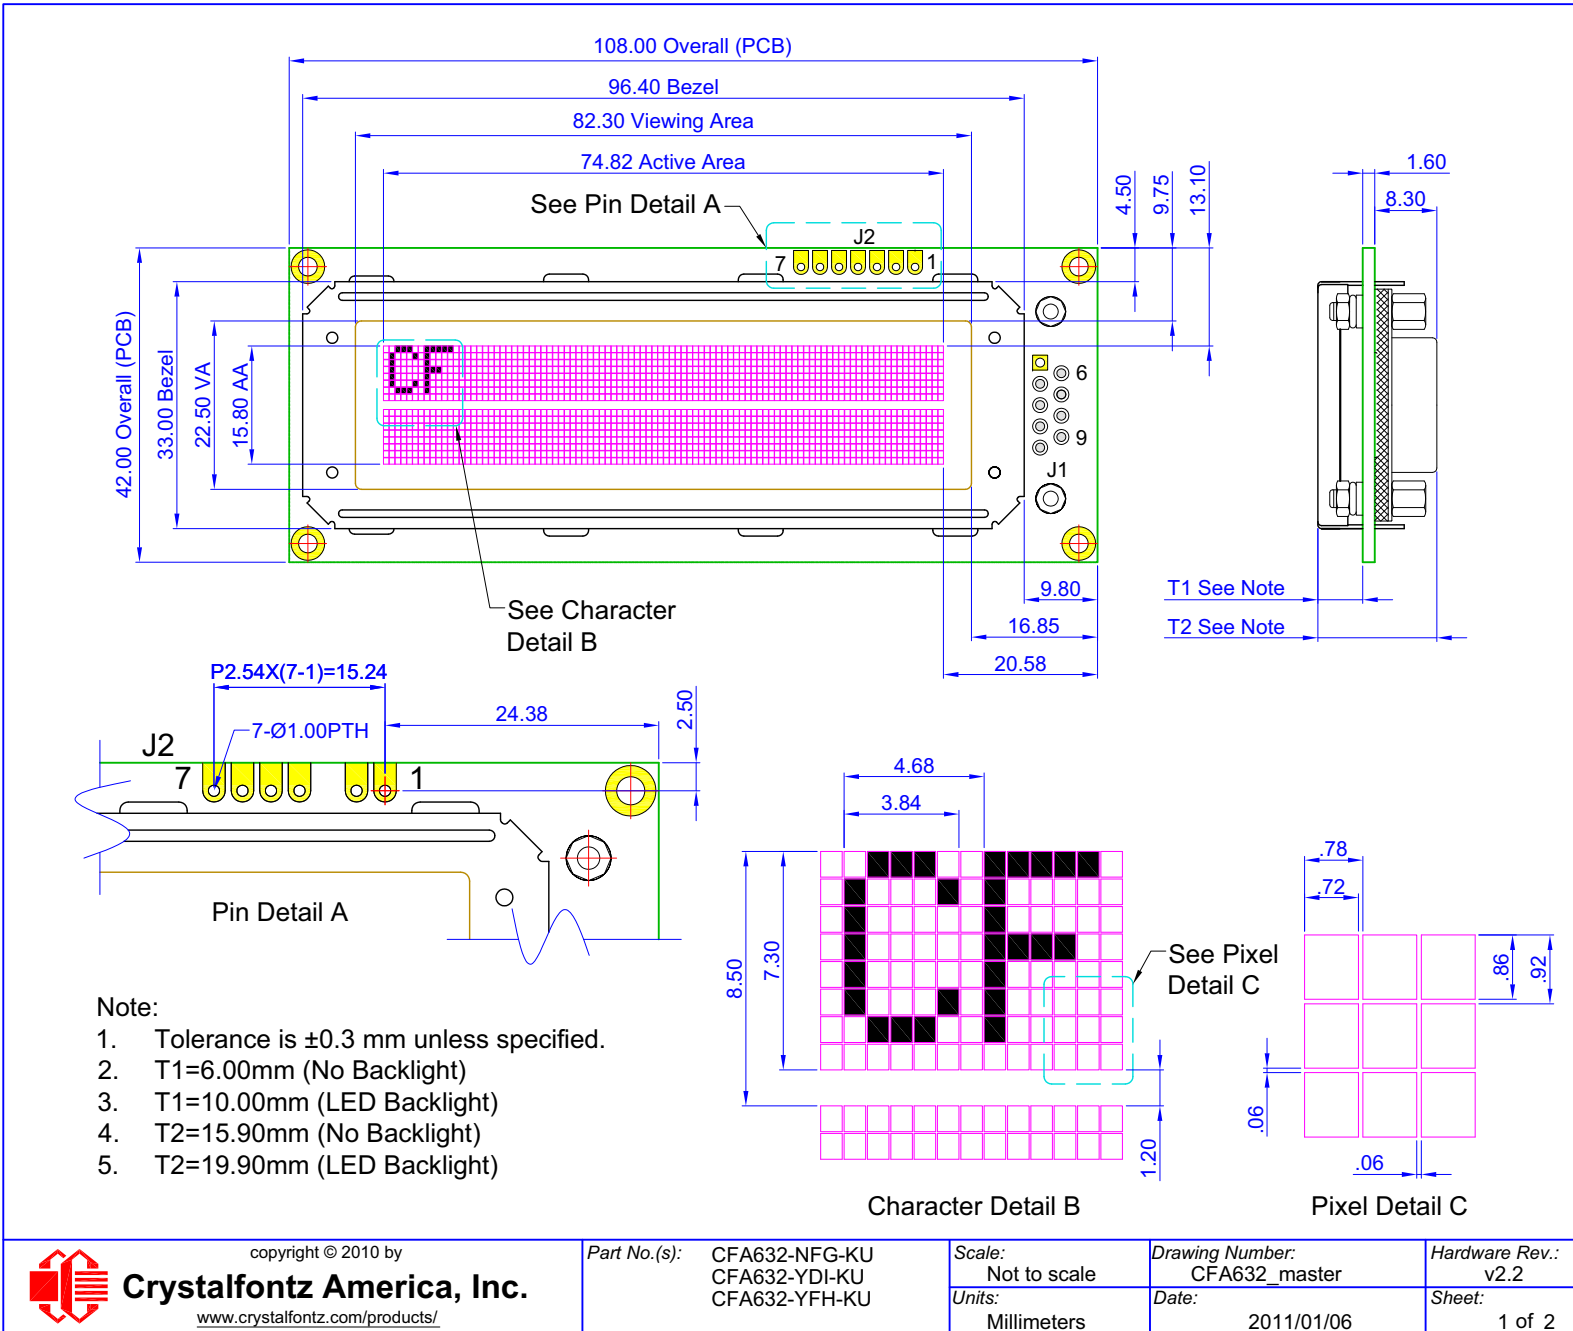 108.00 Overall (PCB)
96.40 Bezel
82.30 Viewing Area
74.82 Active Area
See Pin Detail A
4.50
9.75
13.10
1.60
8.30
J2
7
1
42.00 Overall (PCB)
33.00 Bezel
22.50 VA
15.80 AA
CF
6
9
J1
See Character
Detail B
9.80
16.85
20.58
T1 See Note
T2 See Note
P2.54X(7-1)=15.24
24.38
2.50
7-Ø1.00PTH
J2
7
1
Pin Detail A
4.68
3.84
8.50
7.30
1.20
See Pixel
Detail C
Character Detail B
.78
.72
.86
.92
.06
.06
Pixel Detail C
Note:
1. Tolerance is ±0.3 mm unless specified.
2. T1=6.00mm (No Backlight)
3. T1=10.00mm (LED Backlight)
4. T2=15.90mm (No Backlight)
5. T2=19.90mm (LED Backlight)
copyright © 2010 by
Crystalfontz America, Inc.
www.crystalfontz.com/products/
Part No.(s):
CFA632-NFG-KU
CFA632-YDI-KU
CFA632-YFH-KU
Scale:
Not to scale
Units:
Millimeters
Drawing Number:
CFA632_master
Date:
2011/01/06
Hardware Rev.:
v2.2
Sheet:
1 of 2